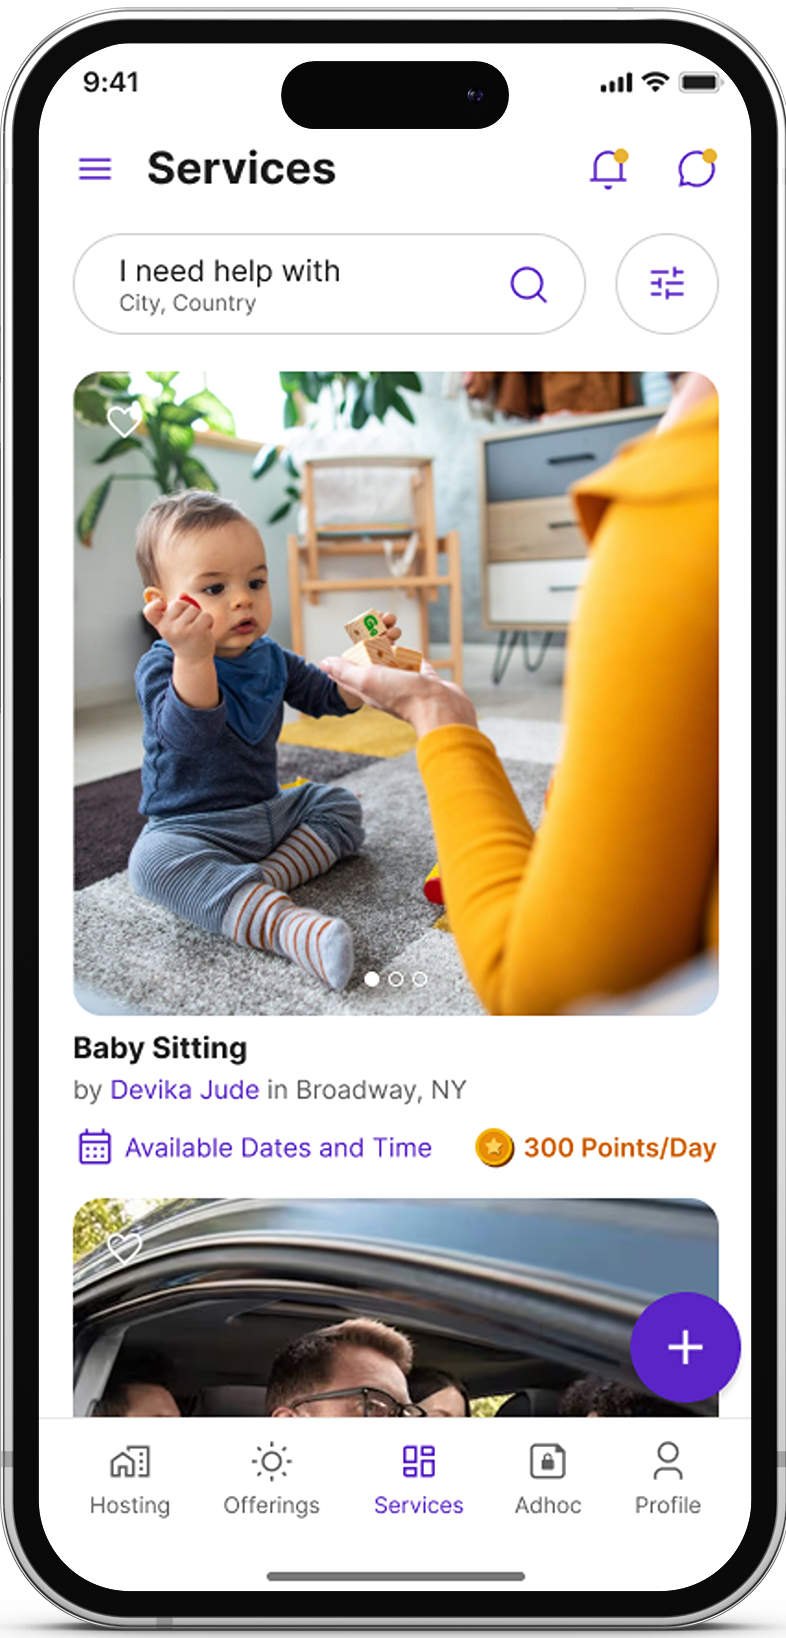 9:41
Services
I need help with
City, Country
G
Baby Sitting
by Devika Jude in Broadway, NY
Available Dates and Time
300 Points/Day
Hosting
Offerings
Services
Adhoc
Profile